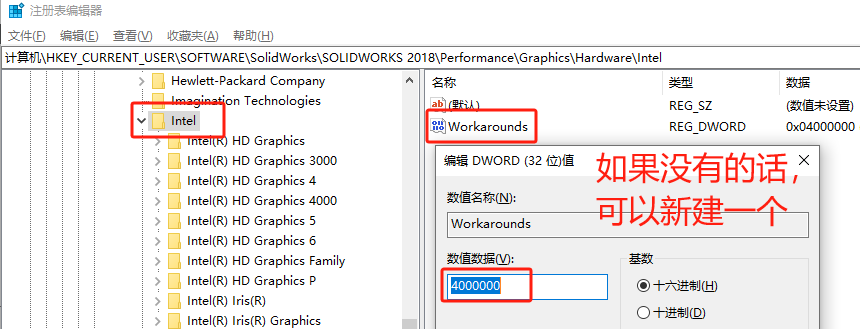 注册表编辑器
文件(F) 编辑(E) 查看(V) 收藏夹(A) 帮助(H)
计算机\HKEY_CURRENT_USER\SOFTWARE\SolidWorks\SOLIDWORKS 2018\Performance\Graphics\Hardware\Intel
Hewlett-Packard Company
Imagination Technologies
Intel
Intel(R) HD Graphics
Intel(R) HD Graphics 3000
Intel(R) HD Graphics 4
Intel(R) HD Graphics 4000
Intel(R) HD Graphics 5
Intel(R) HD Graphics 6
Intel(R) HD Graphics Family
Intel(R) HD Graphics P
Intel(R) Iris(R)
Intel(R) Iris(R) Graphics
名称 类型 数据
ab (默认) REG_SZ (数值未设置)
Workarounds REG_DWORD 0x04000000
编辑 DWORD (32 位)值
如果没有的话，
可以新建一个
数值名称(N):
Workarounds
数值数据(V):
4000000
基数
十六进制(H)
十进制(D)